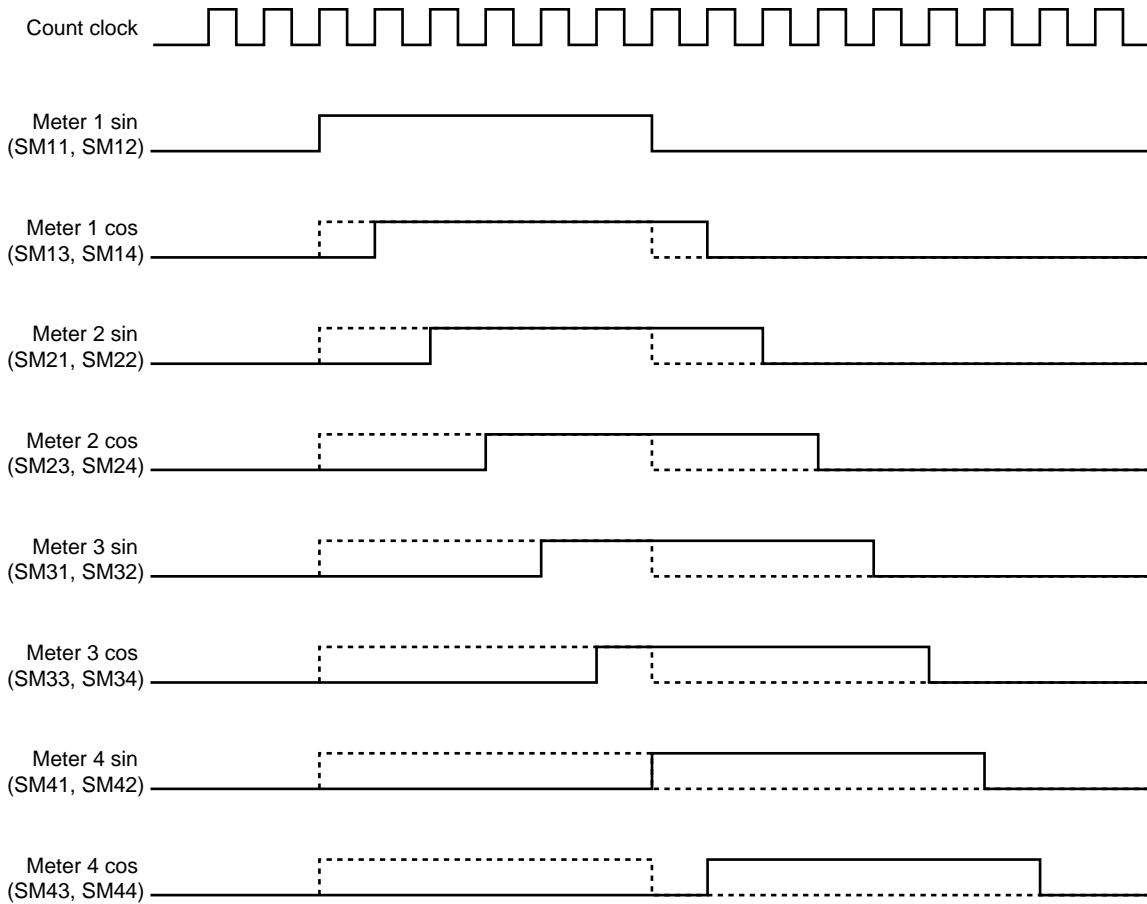 Count clock
Meter 1 sin
(SM11, SM12)
Meter 1 cos
(SM13, SM14)
Meter 2 sin
(SM21, SM22)
Meter 2 cos
(SM23, SM24)
Meter 3 sin
(SM31, SM32)
Meter 3 cos
(SM33, SM34)
Meter 4 sin
(SM41, SM42)
Meter 4 cos
(SM43, SM44)